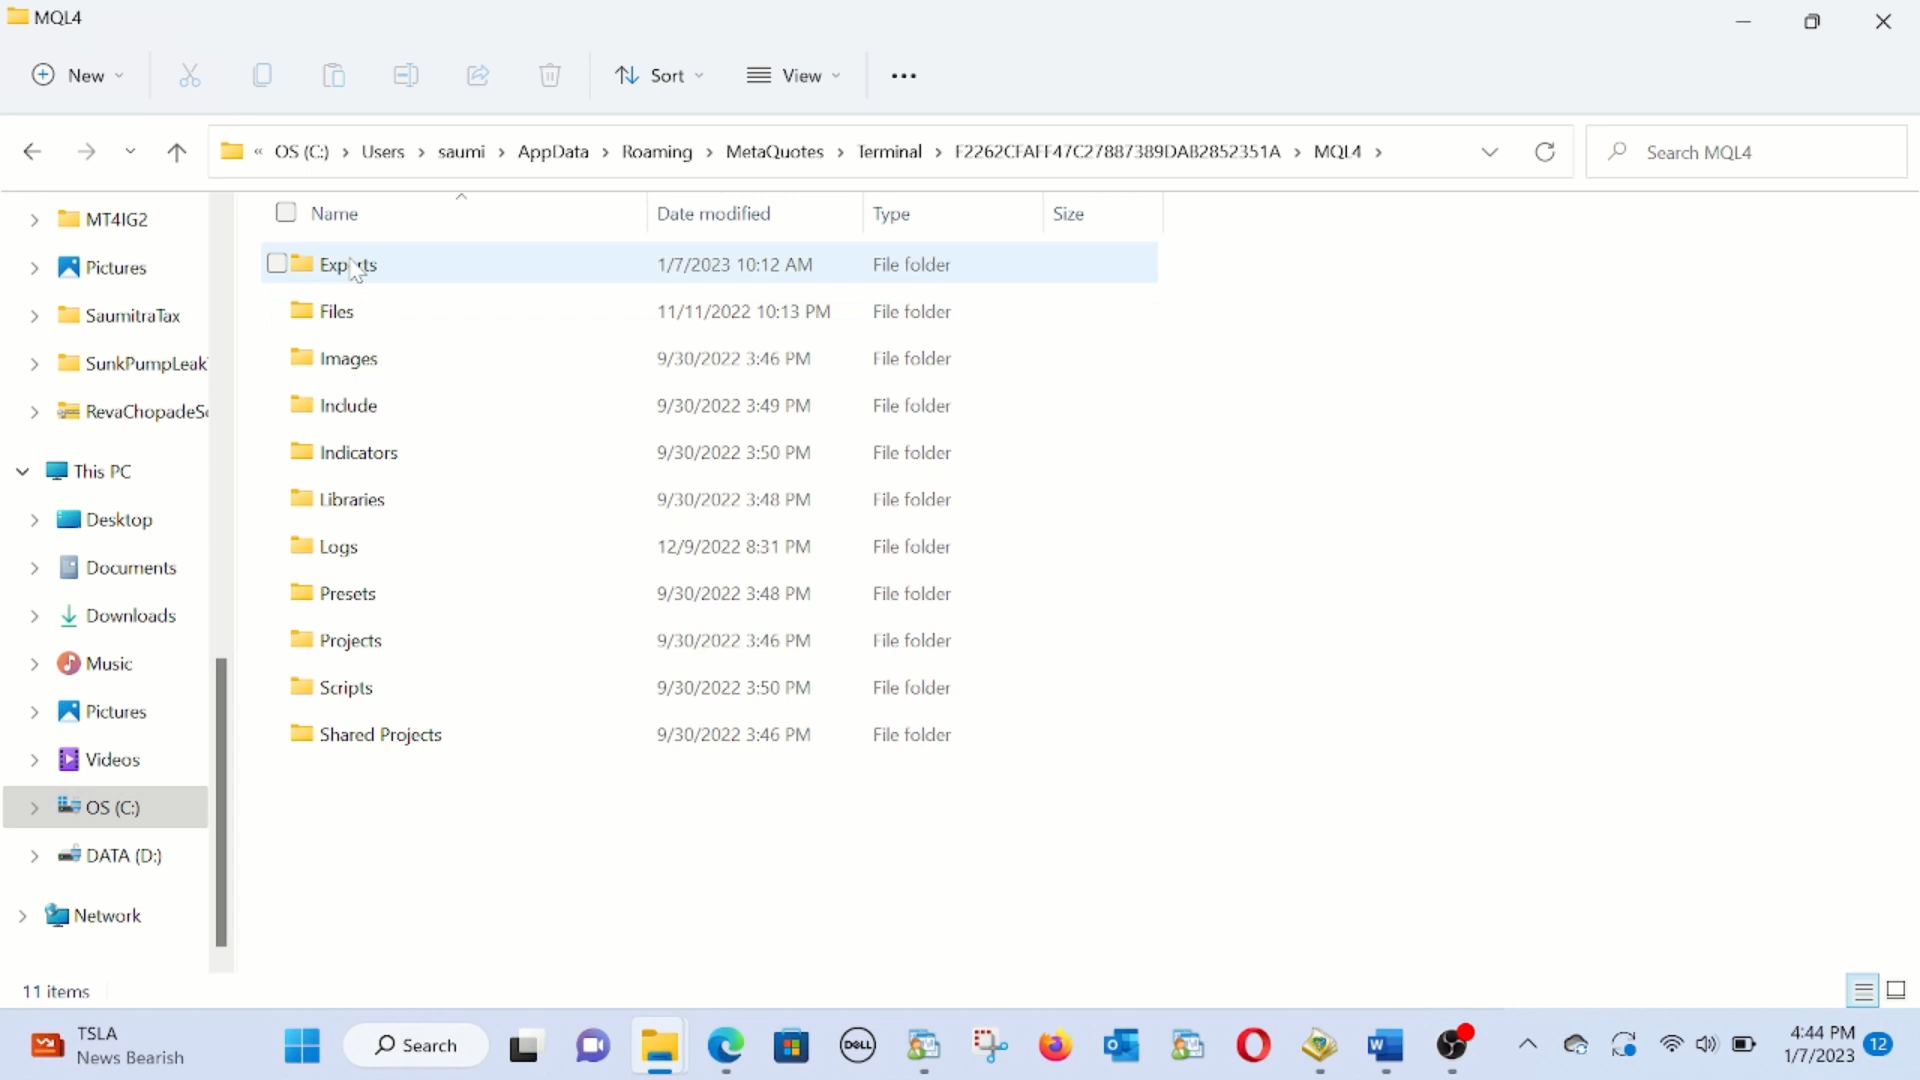 MQL4
New
Sort
View
« OS (C:) › Users › saumi › AppData › Roaming › MetaQuotes › Terminal › F2262CFAFF47C27887389DAB2852351A › MQL4 ›
Search MQL4
Name Date modified Type Size
MT4IG2
Pictures
SaumitraTax
SunkPumpLeak
RevaChopadeSc
This PC
Desktop
Documents
Downloads
Music
Pictures
Videos
OS (C:)
DATA (D:)
Network
Experts 1/7/2023 10:12 AM File folder
Files 11/11/2022 10:13 PM File folder
Images 9/30/2022 3:46 PM File folder
Include 9/30/2022 3:49 PM File folder
Indicators 9/30/2022 3:50 PM File folder
Libraries 9/30/2022 3:48 PM File folder
Logs 12/9/2022 8:31 PM File folder
Presets 9/30/2022 3:48 PM File folder
Projects 9/30/2022 3:46 PM File folder
Scripts 9/30/2022 3:50 PM File folder
Shared Projects 9/30/2022 3:46 PM File folder
11 items
TSLA
News Bearish
Search
DELL
4:44 PM
1/7/2023
12